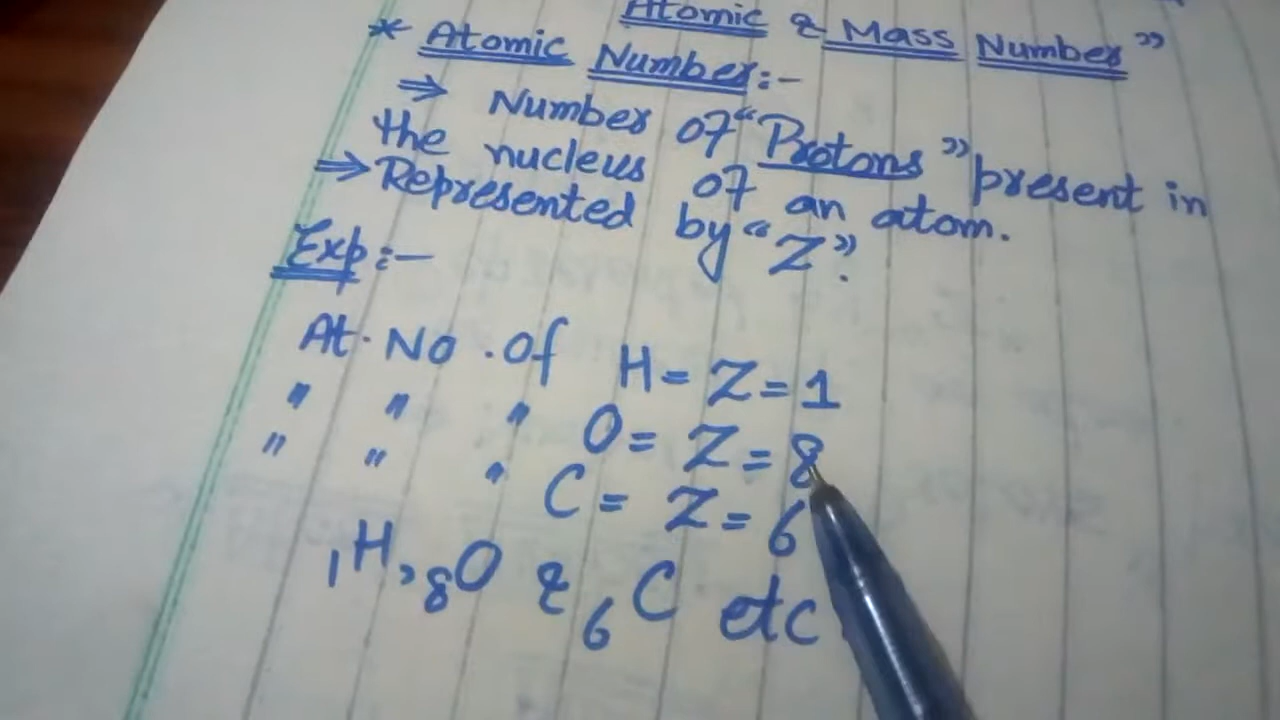 Atomic & Mass Number”
* Atomic Number:-
⇒ Number of “Protons” present in
the nucleus of an atom.
⇒ Represented by “Z”.
Exp:-
At. No. of H = Z = 1
" " " O = Z = 8
" " " C = Z = 6
₁H, ₈O & ₆C etc